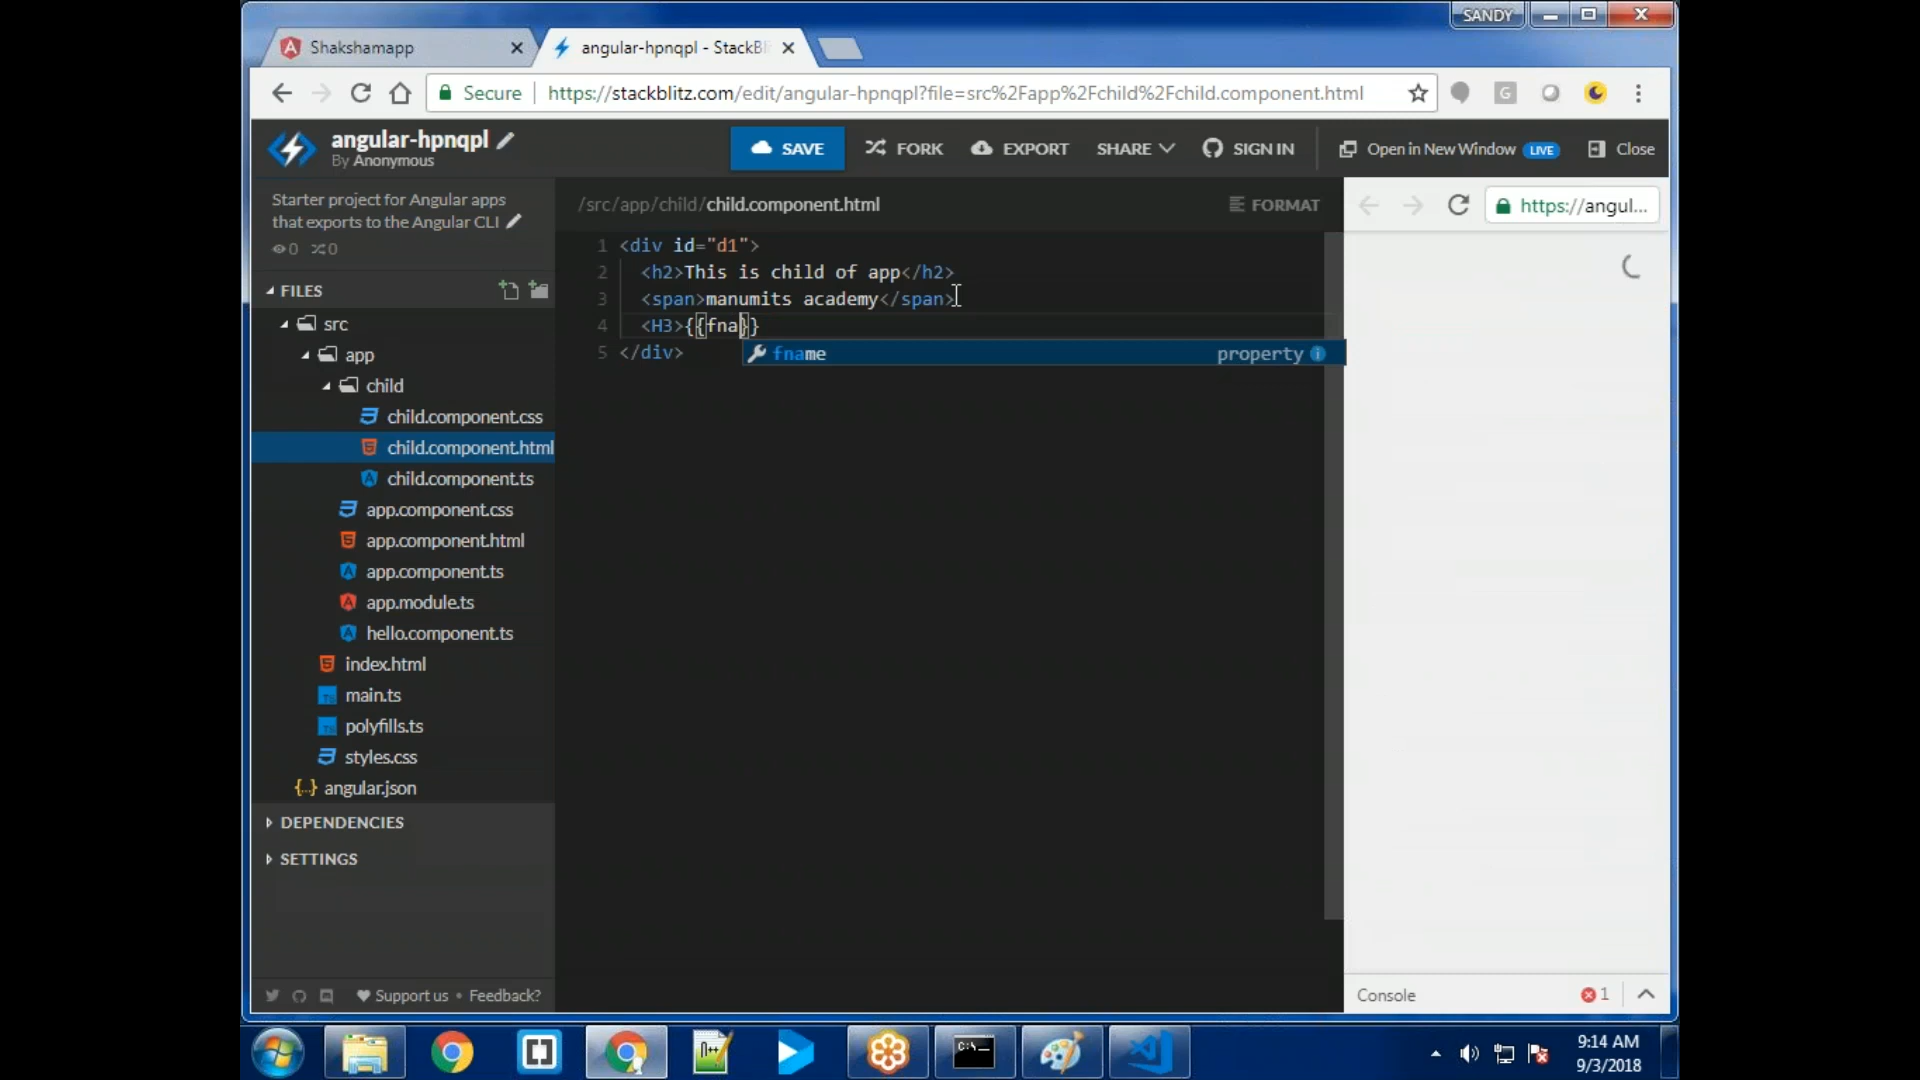 SANDY
Shakshamapp
angular-hpnqpl - StackBl
Secure
https://stackblitz.com/edit/angular-hpnqpl?file=src%2Fapp%2Fchild%2Fchild.component.html
G
angular-hpnqpl
By Anonymous
SAVE
FORK
EXPORT
SHARE
SIGN IN
Open in New Window LIVE
Close
Starter project for Angular apps
that exports to the Angular CLI
0 0
/src/app/child/child.component.html
FORMAT
https://angul...
FILES
src
app
child
child.component.css
child.component.html
child.component.ts
app.component.css
app.component.html
app.component.ts
app.module.ts
hello.component.ts
index.html
main.ts
polyfills.ts
styles.css
{..} angular.json
DEPENDENCIES
SETTINGS
1 <div id="d1">
2 <h2>This is child of app</h2>
3 <span>manumits academy</span>
4 <H3>{{fna}}
5 </div>
fname property
Support us • Feedback?
Console 1
C:\_
9:14 AM
9/3/2018